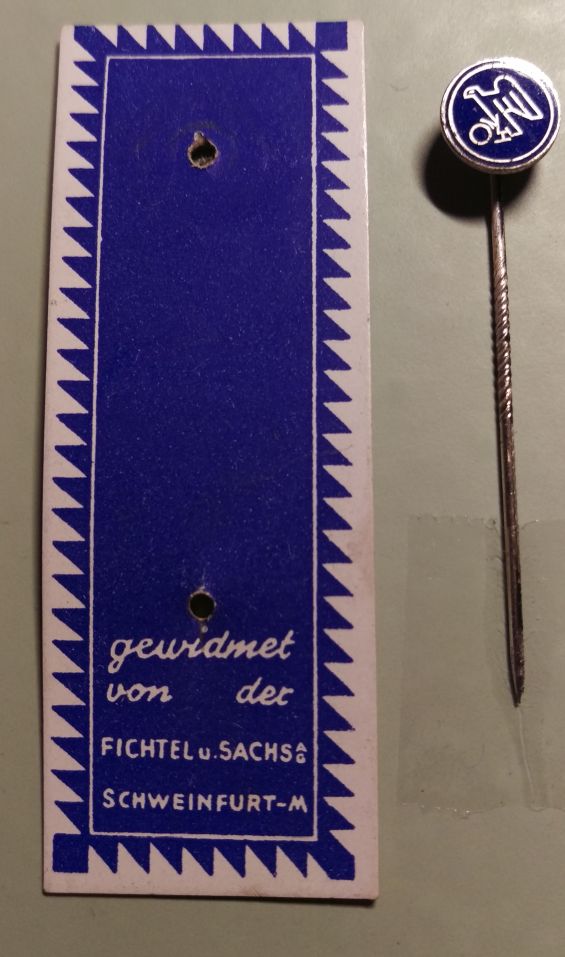 gewidmet
von der
FICHTEL u. SACHS AG
SCHWEINFURT-M